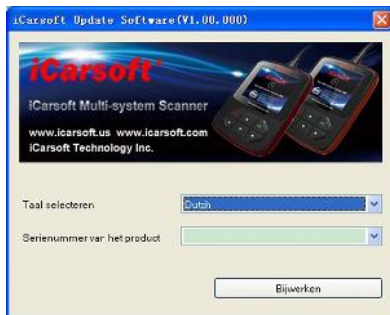 iCarsoft Update Software(V1.00.000)
iCarsoft
iCarsoft Multi-system Scanner
www.icarsoft.us www.icarsoft.com
iCarsoft Technology Inc.
Taal selecteren
Dutch
Serienummer van het product
Bijwerken